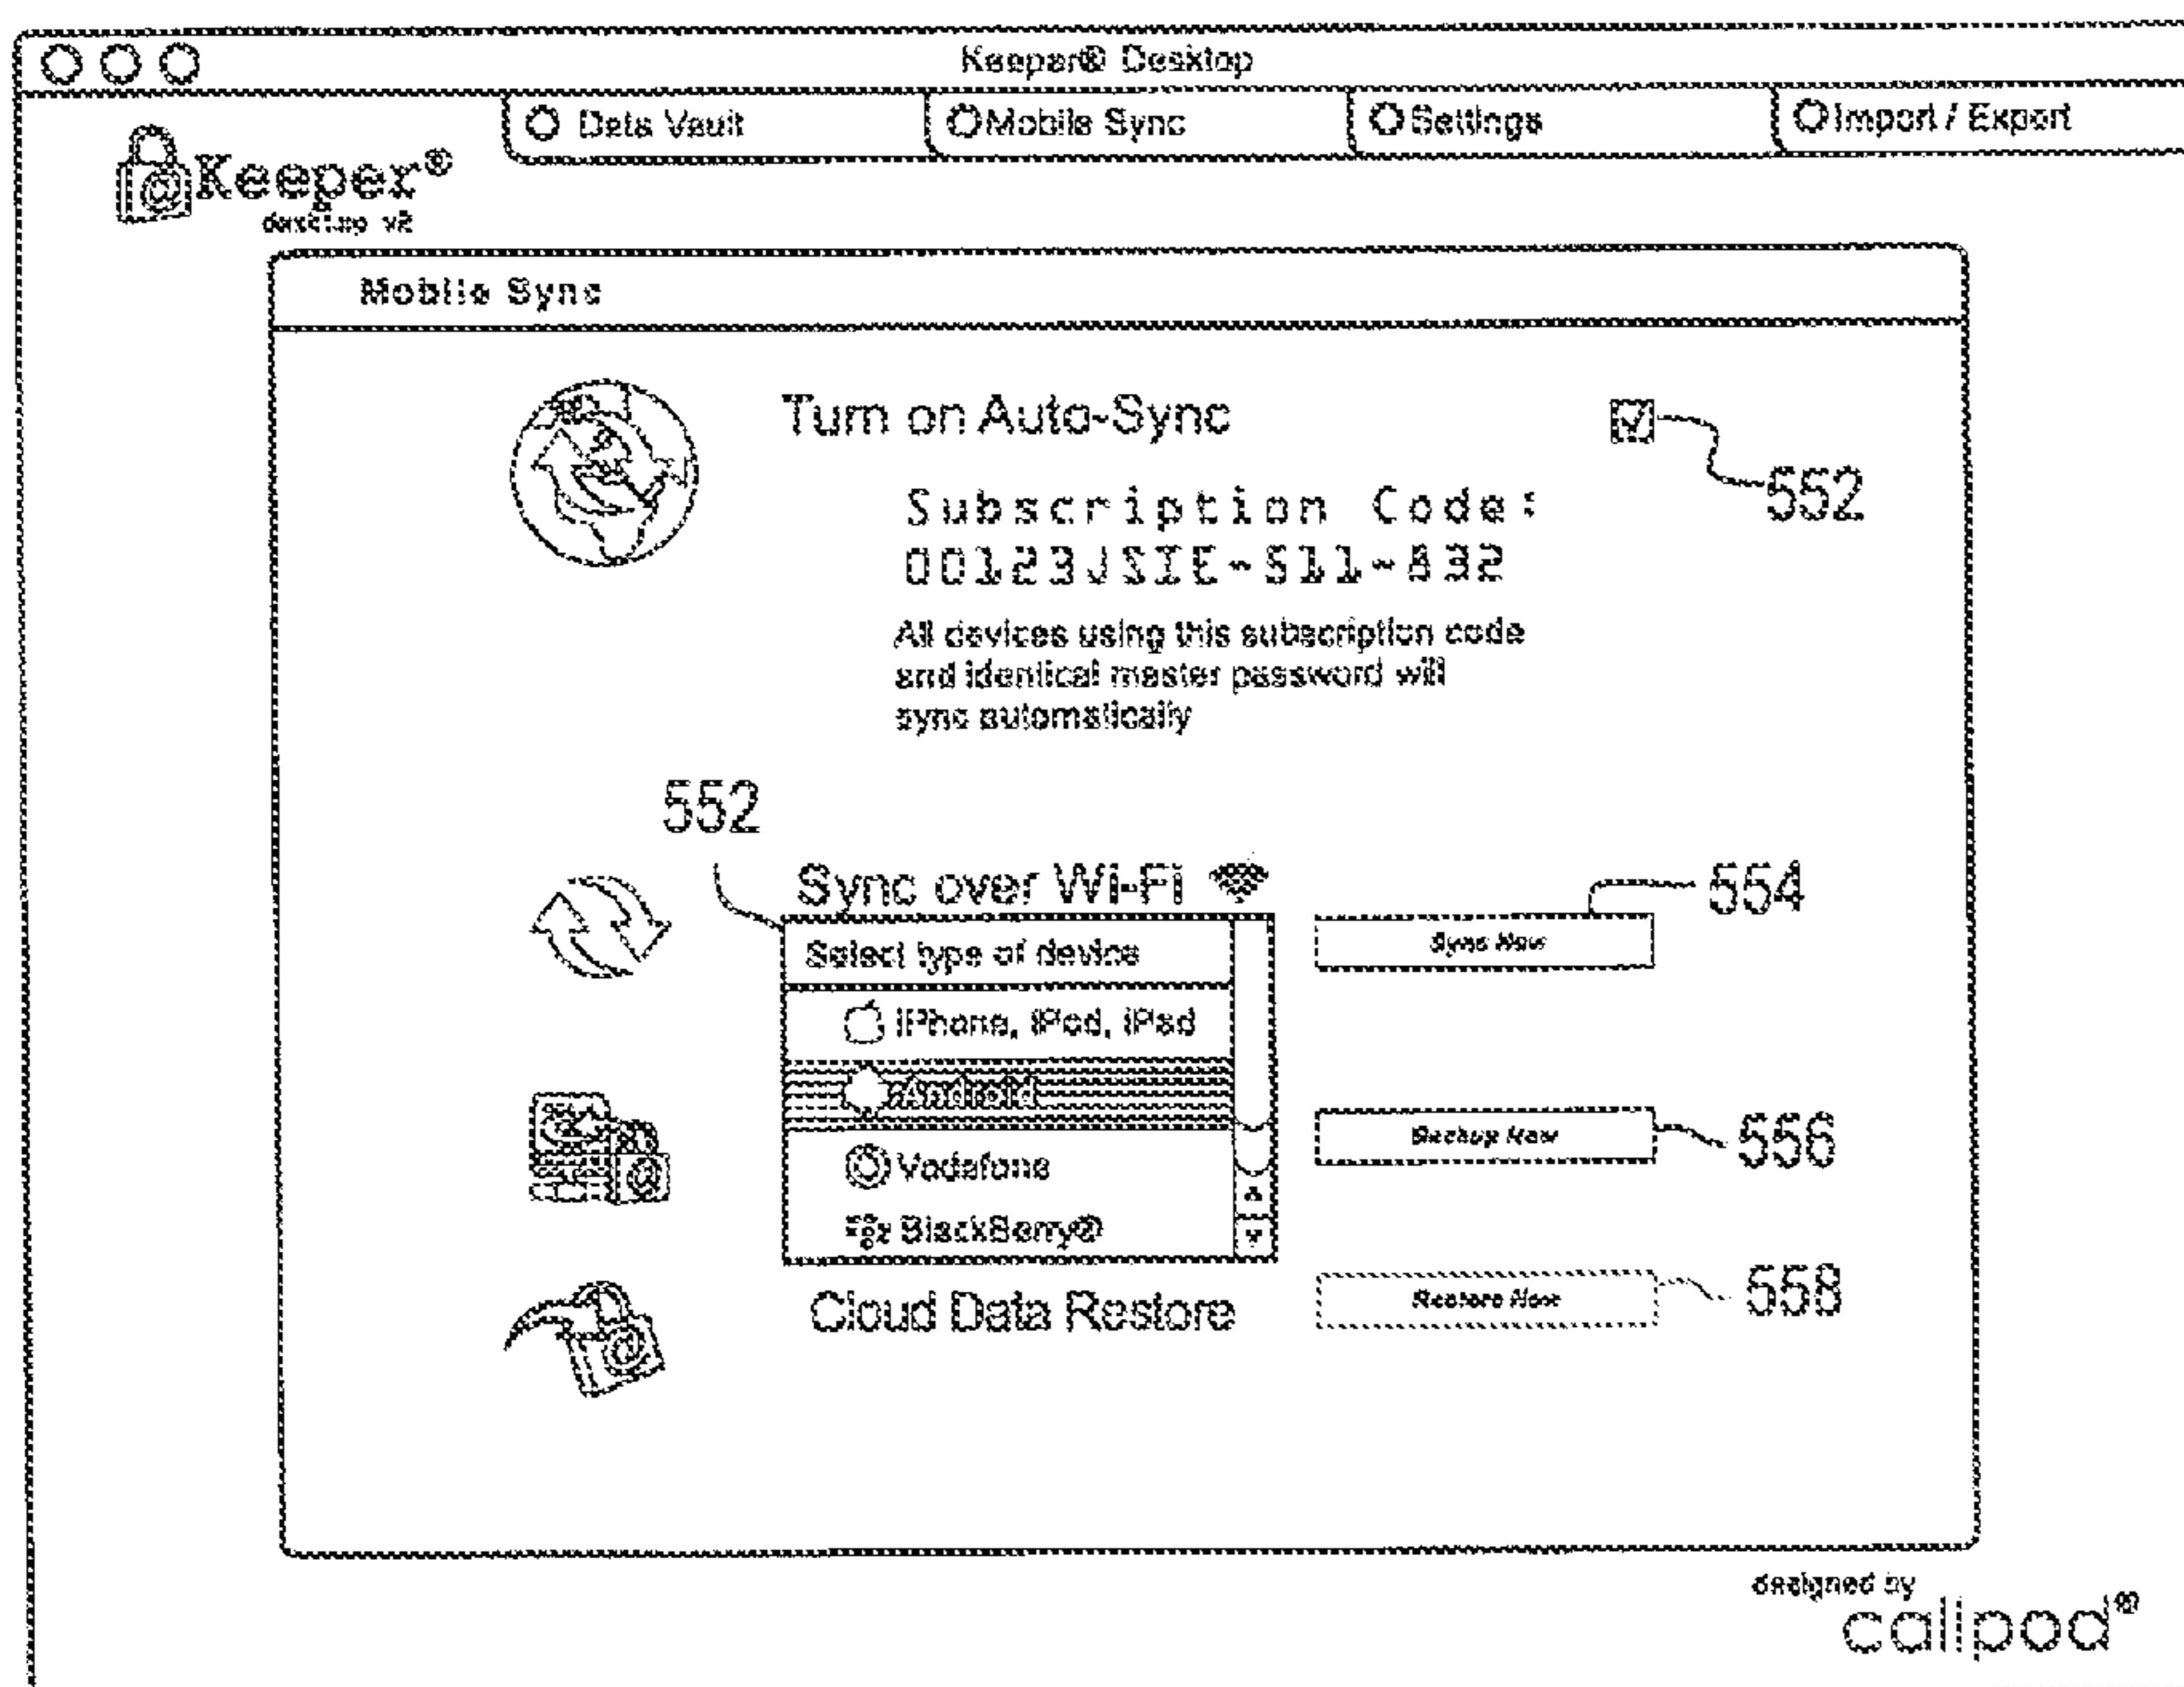 Keeper® Desktop
Data Vault
Mobile Sync
Settings
Import / Export
@Keeper®
desktop v2
Mobile Sync
Turn on Auto-Sync
552
Subscription Code:
00123JSIE-S11-832
All devices using this subscription code
and identical master password will
sync automatically
552
Sync over Wi-Fi
554
Select type of device
Sync Now
iPhone, iPod, iPad
Android
Backup Now
556
Vodafone
BlackBerry®
Cloud Data Restore
Restore Now
558
designed by
callpod®